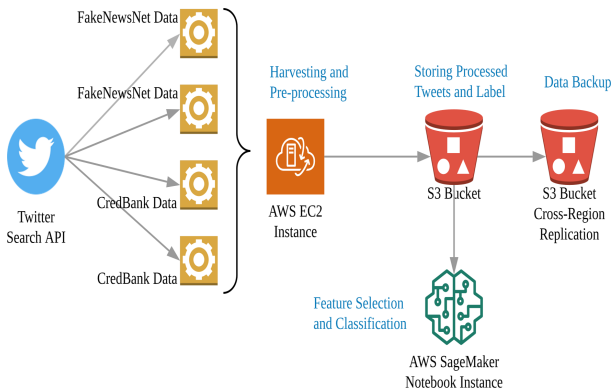 FakeNewsNet Data
FakeNewsNet Data
CredBank Data
CredBank Data
Twitter
Search API
Harvesting and
Pre-processing
AWS EC2
Instance
Storing Processed
Tweets and Label
S3 Bucket
Data Backup
S3 Bucket
Cross-Region
Replication
Feature Selection
and Classification
AWS SageMaker
Notebook Instance